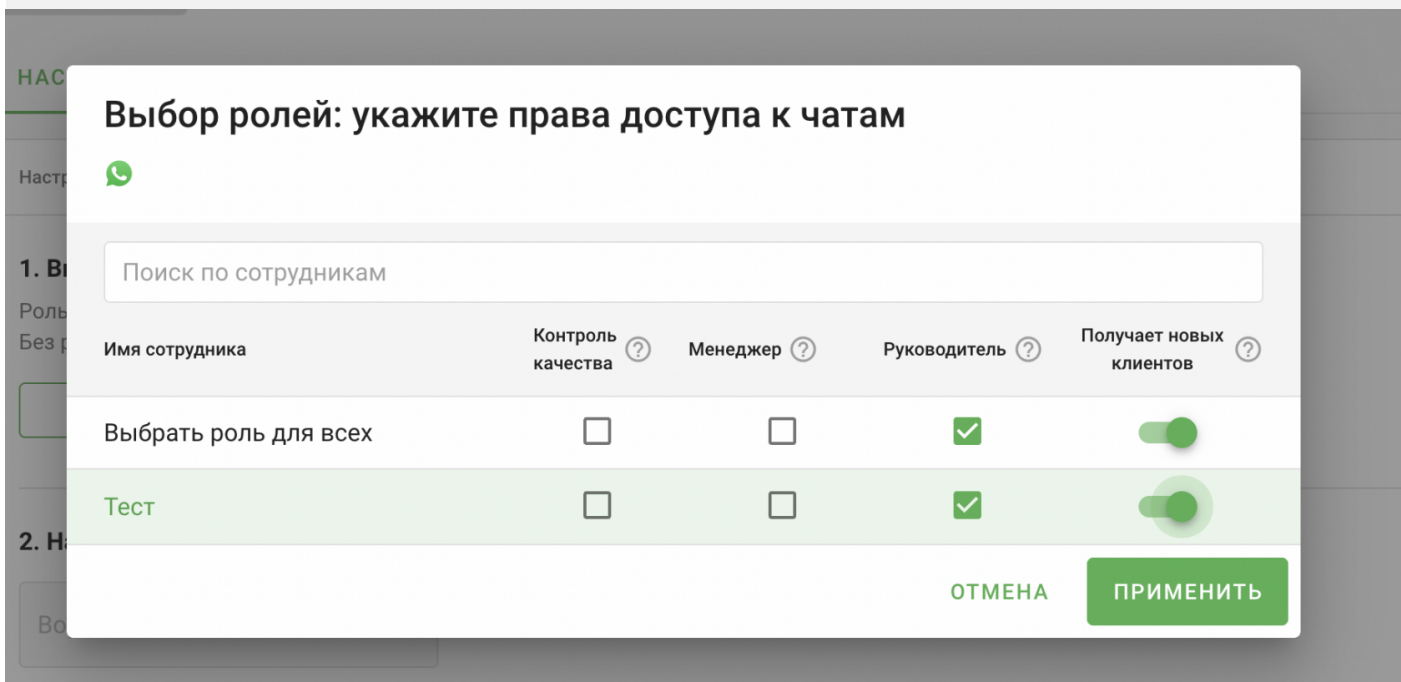 НАС
Выбор ролей: укажите права доступа к чатам
Настр
1. В
Поиск по сотрудникам
Роль
Без р
Имя сотрудника
Контроль
качества
Менеджер
Руководитель
Получает новых
клиентов
Выбрать роль для всех
Тест
2. На
ОТМЕНА
ПРИМЕНИТЬ
Во